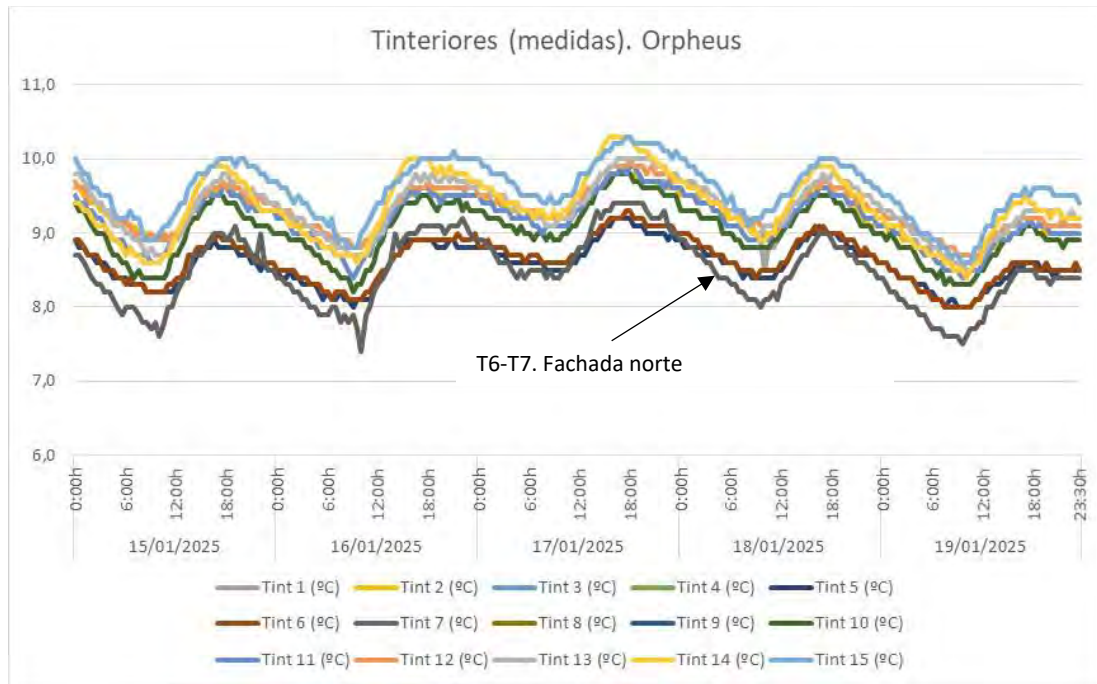 Tinteriores (medidas). Orpheus
11,0
10,0
9,0
8,0
7,0
6,0
T6-T7. Fachada norte
0:00h 6:00h 12:00h 18:00h 0:00h 6:00h 12:00h 18:00h 0:00h 6:00h 12:00h 18:00h 0:00h 6:00h 12:00h 18:00h 0:00h 6:00h 12:00h 18:00h 23:30h
15/01/2025 16/01/2025 17/01/2025 18/01/2025 19/01/2025
Tint 1 (ºC) Tint 2 (ºC) Tint 3 (ºC) Tint 4 (ºC) Tint 5 (ºC)
Tint 6 (ºC) Tint 7 (ºC) Tint 8 (ºC) Tint 9 (ºC) Tint 10 (ºC)
Tint 11 (ºC) Tint 12 (ºC) Tint 13 (ºC) Tint 14 (ºC) Tint 15 (ºC)